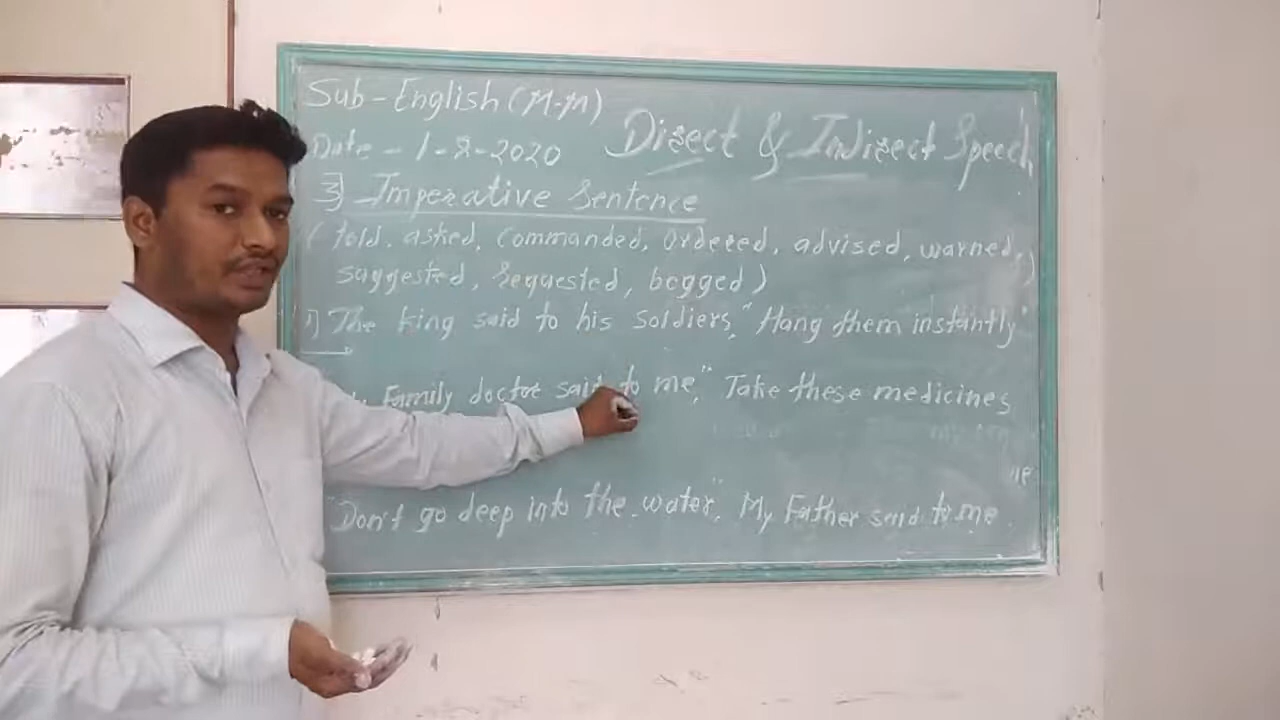 Sub - English (M.M)
Direct & Indirect Speech
Date - 1-8-2020
3] Imperative Sentence
( told, asked, Commanded, Ordered, advised, warned,
suggested, requested, begged )
1] The King said to his soldiers, "Hang them instantly"
Family doctor said to me, "Take these medicines
"Don't go deep into the water", My Father said to me.